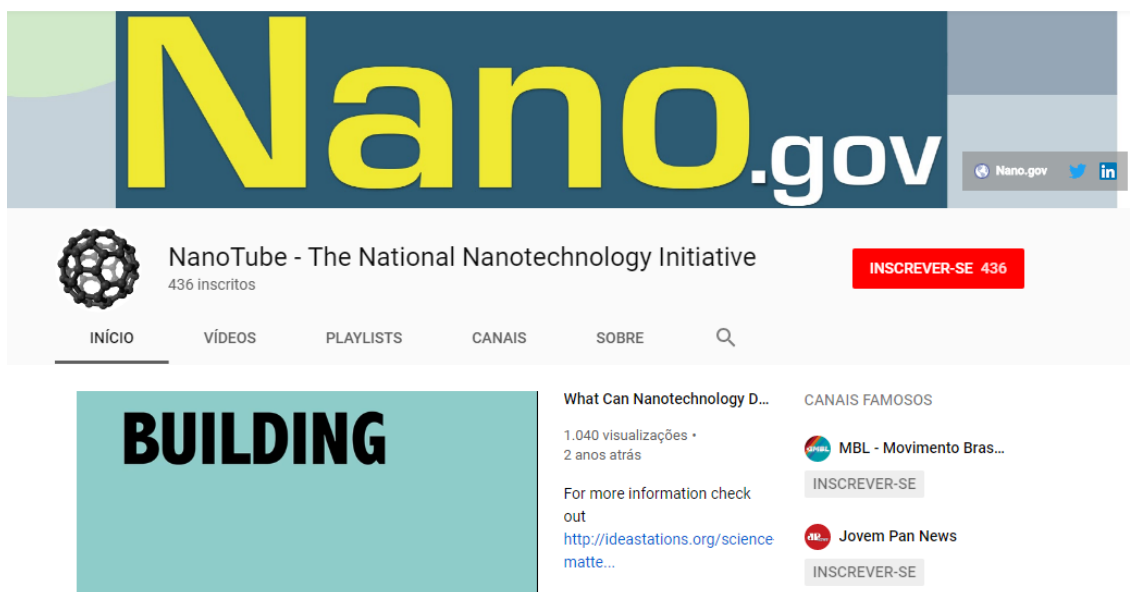 Nano.gov
Nano.gov
NanoTube - The National Nanotechnology Initiative
436 inscritos
INSCREVER-SE 436
INÍCIO VÍDEOS PLAYLISTS CANAIS SOBRE
BUILDING
What Can Nanotechnology D...
1.040 visualizações •
2 anos atrás
For more information check
out
http://ideastations.org/science
matte...
CANAIS FAMOSOS
MBL - Movimento Bras...
INSCREVER-SE
Jovem Pan News
INSCREVER-SE